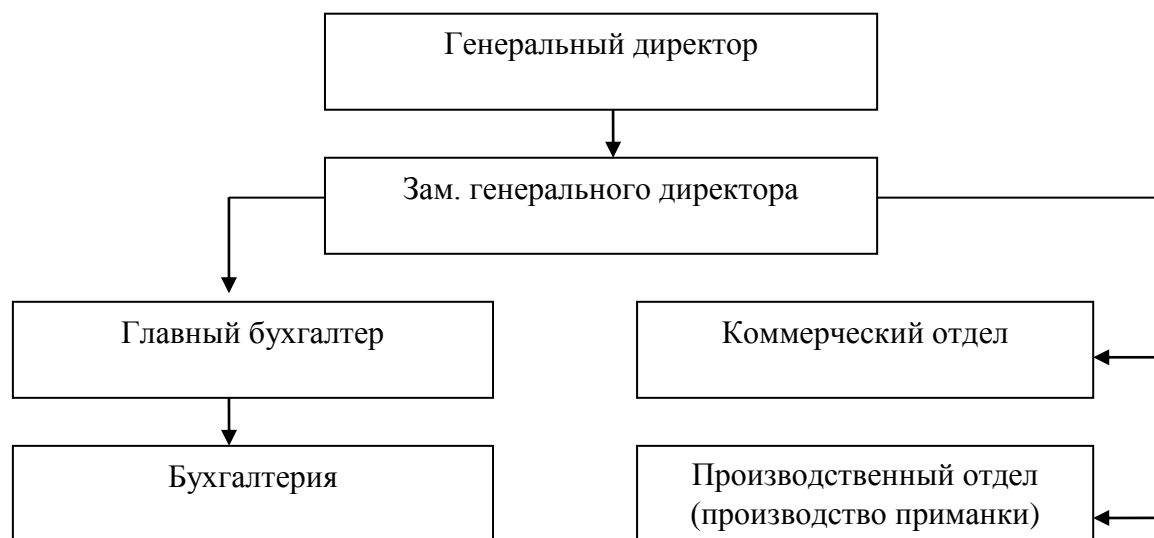 Генеральный директор
Зам. генерального директора
Главный бухгалтер
Коммерческий отдел
Бухгалтерия
Производственный отдел
(производство приманки)